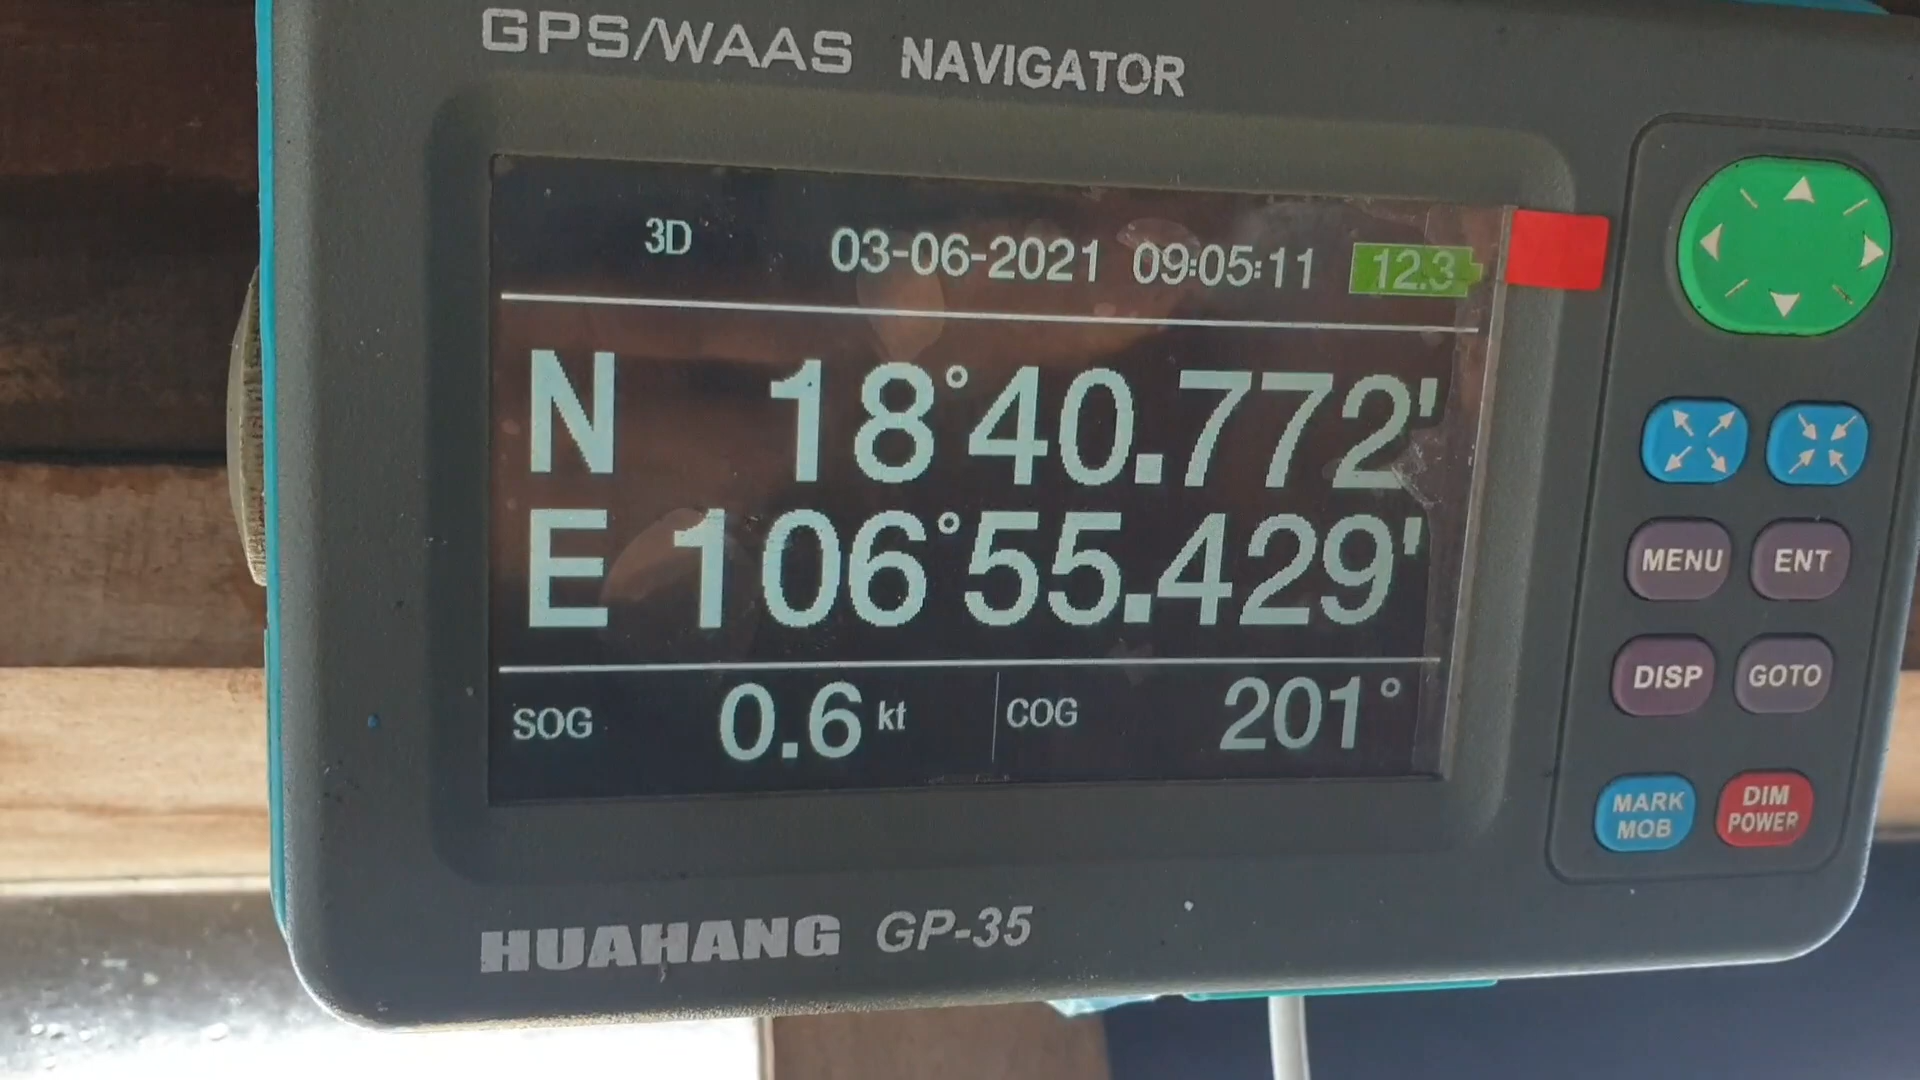 GPS/WAAS NAVIGATOR
3D 03-06-2021 09:05:11 12.3
N 18°40.772'
E 106°55.429'
SOG 0.6 kt COG 201°
MENU ENT
DISP GOTO
MARK MOB
DIM POWER
HUAHANG GP-35